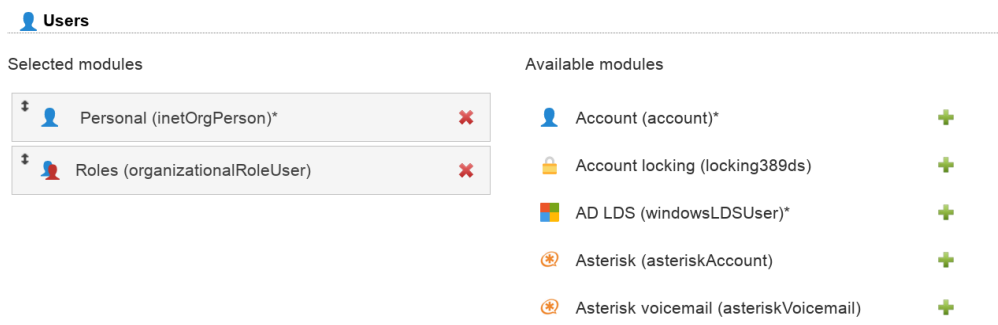 Users
Selected modules
Available modules
Personal (inetOrgPerson)*
Roles (organizationalRoleUser)
Account (account)*
Account locking (locking389ds)
AD LDS (windowsLDSUser)*
Asterisk (asteriskAccount)
Asterisk voicemail (asteriskVoicemail)